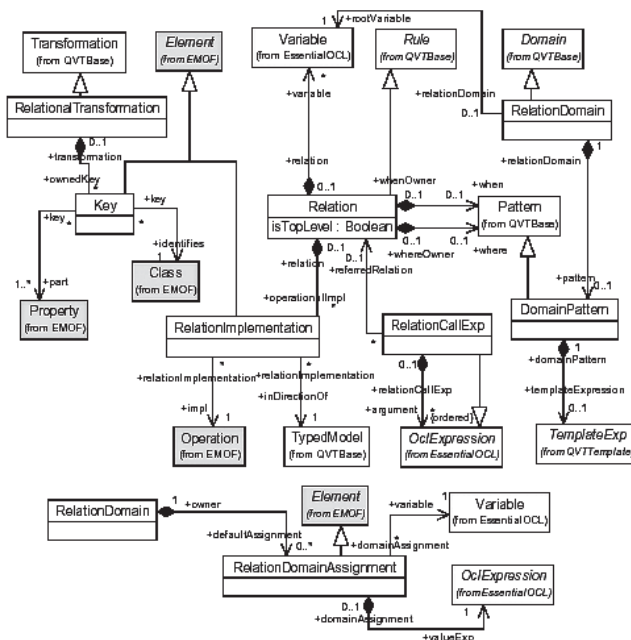 Transformation
(from QVTBase)
Element
(from EMOF)
Variable
(from EssentialOCL)
1
+rootVariable
Rule
(from QVTBase)
Domain
(from QVTBase)
*
+variable
+relationDomain
0..1
RelationalTransformation
RelationDomain
0..1
+transformation
+ownedKey
*
1
+relationDomain
+relation
0..1
+whenOwner
0..1
0..1
+when
Key
+key
*
*
+key
Relation
isTopLevel : Boolean
Pattern
(from QVTBase)
1
+identifies
0..1
+whereOwner
0..1
+where
Class
(from EMOF)
0..1
+relation
0..1
+referredRelation
1..*
+part
+pattern
0..1
Property
(from EMOF)
+operationalImpl
*
RelationImplementation
*
RelationCallExp
DomainPattern
*
+relationImplementation
*
+relationImplementation
0..1
+relationCallExp
1
+domainPattern
+impl
1
+inDirectionOf
1
+argument
*
{ordered}
+templateExpression
0..1
Operation
(from EMOF)
TypedModel
(from QVTBase)
OclExpression
(from EssentialOCL)
TemplateExp
(from QVTTemplate)
RelationDomain
1
+owner
Element
(from EMOF)
+variable
1
Variable
(from EssentialOCL)
+defaultAssignment
0..*
*
+domainAssignment
RelationDomainAssignment
OclExpression
(from EssentialOCL)
0..1
+domainAssignment
1
+valueExp